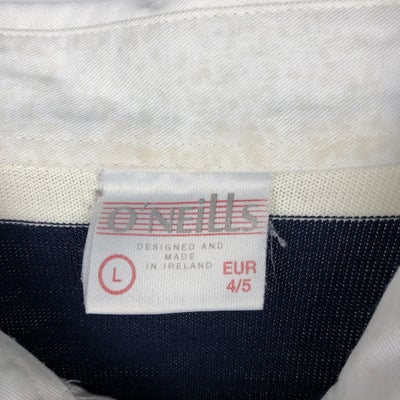 O'NEiLLS
DESIGNED AND
MADE
IN IRELAND
L
EUR
4/5